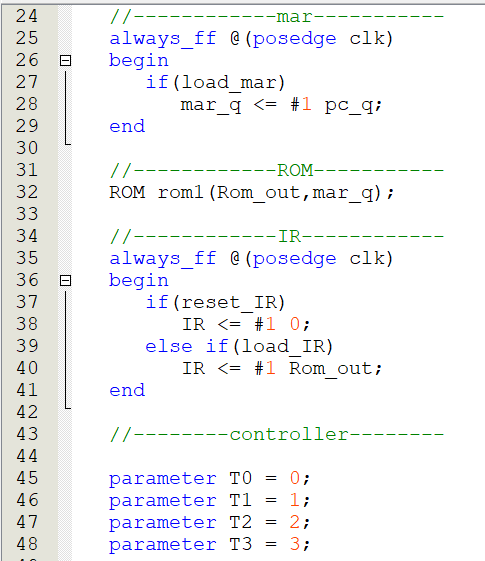 24 //------------mar-----------
25 always_ff @(posedge clk)
26 begin
27 if(load_mar)
28 mar_q <= #1 pc_q;
29 end
30
31 //------------ROM-----------
32 ROM rom1(Rom_out,mar_q);
33
34 //------------IR------------
35 always_ff @(posedge clk)
36 begin
37 if(reset_IR)
38 IR <= #1 0;
39 else if(load_IR)
40 IR <= #1 Rom_out;
41 end
42
43 //--------controller--------
44
45 parameter T0 = 0;
46 parameter T1 = 1;
47 parameter T2 = 2;
48 parameter T3 = 3;